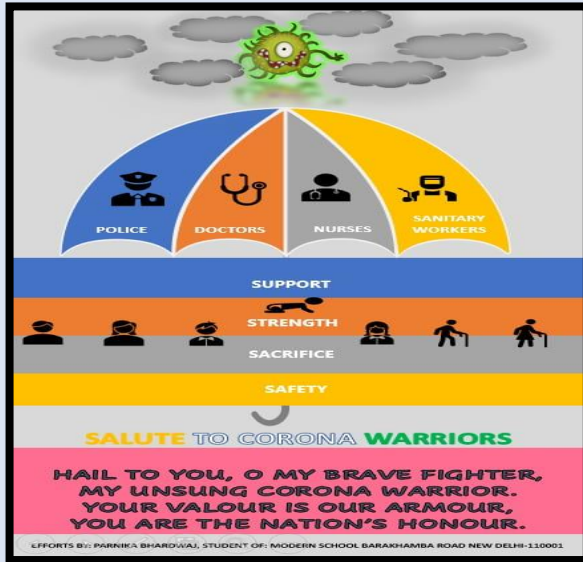 POLICE
DOCTORS
NURSES
SANITARY
WORKERS
SUPPORT
STRENGTH
SACRIFICE
SAFETY
SALUTE TO CORONA WARRIORS
HAIL TO YOU, O MY BRAVE FIGHTER,
MY UNSUNG CORONA WARRIOR.
YOUR VALOUR IS OUR ARMOUR,
YOU ARE THE NATION'S HONOUR.
EFFORTS BY: PARNIKA BHARDWAJ, STUDENT OF: MODERN SCHOOL BARAKHAMBA ROAD NEW DELHI-110001